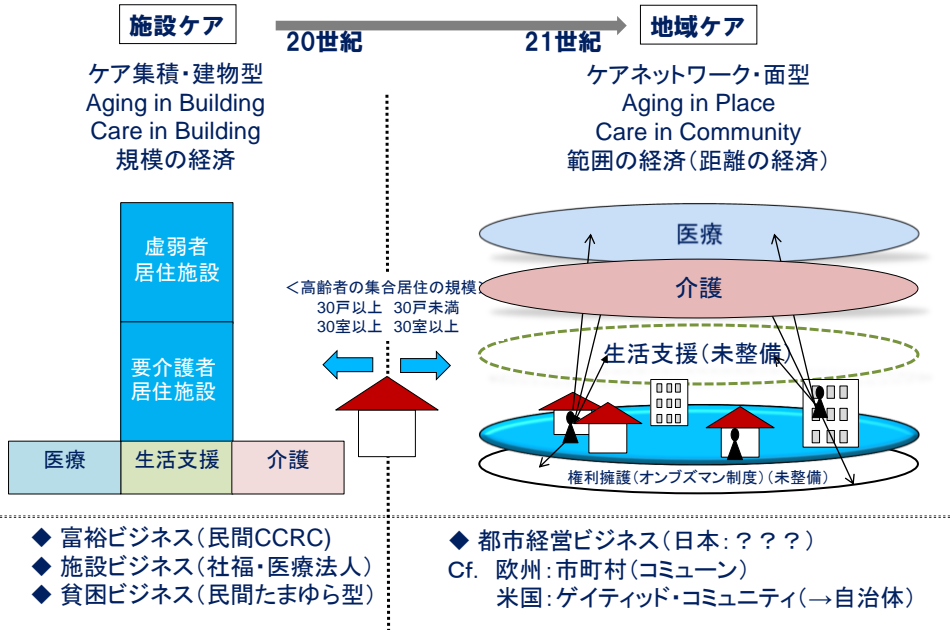 施設ケア
20世紀
21世紀
地域ケア
ケア集積・建物型
Aging in Building
Care in Building
規模の経済
ケアネットワーク・面型
Aging in Place
Care in Community
範囲の経済(距離の経済)
虚弱者
居住施設
要介護者
居住施設
医療
生活支援
介護
<高齢者の集合居住の規模>
30戸以上 30戸未満
30室以上 30室以上
医療
介護
生活支援(未整備)
権利擁護(オンブズマン制度)(未整備)
◆ 富裕ビジネス(民間CCRC)
◆ 施設ビジネス(社福・医療法人)
◆ 貧困ビジネス(民間たまゆら型)
◆ 都市経営ビジネス(日本:???)
Cf. 欧州:市町村(コミューン)
米国:ゲイティッド・コミュニティ(→自治体)